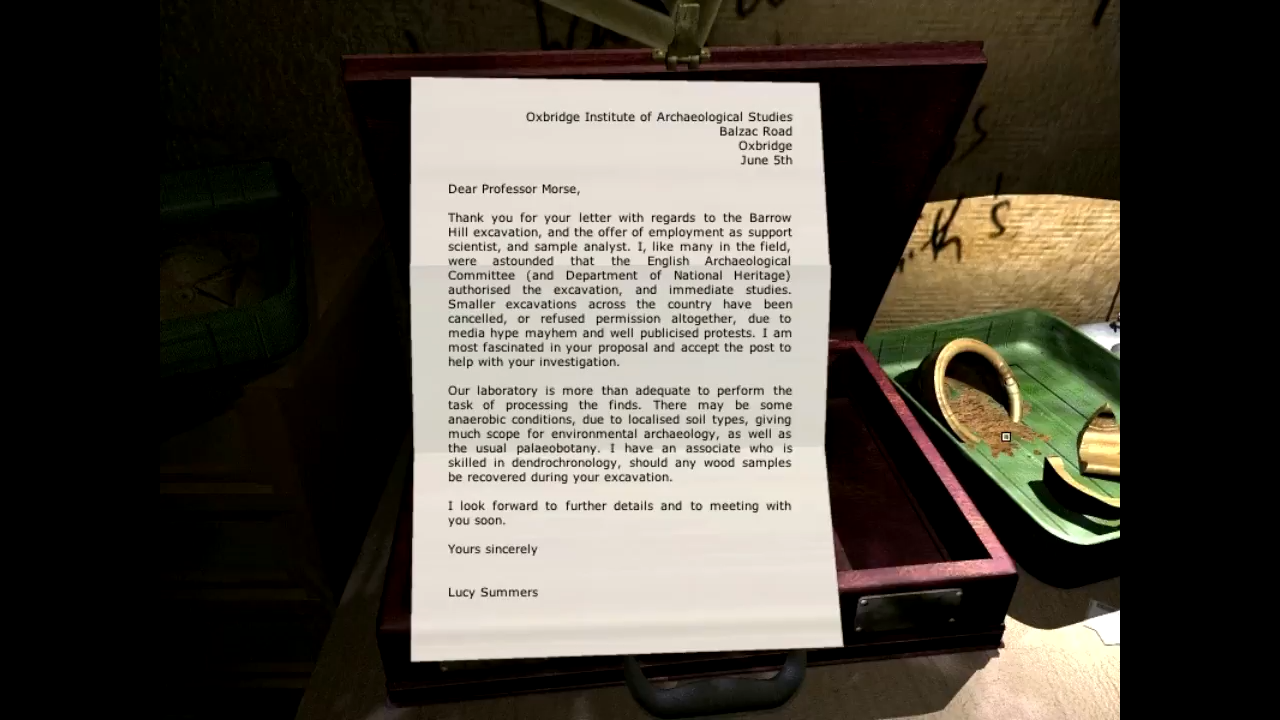 Oxbridge Institute of Archaeological Studies
Balzac Road
Oxbridge
June 5th
Dear Professor Morse,
Thank you for your letter with regards to the Barrow
Hill excavation, and the offer of employment as support
scientist, and sample analyst. I, like many in the field,
were astounded that the English Archaeological
Committee (and Department of National Heritage)
authorised the excavation, and immediate studies.
Smaller excavations across the country have been
cancelled, or refused permission altogether, due to
media hype mayhem and well publicised protests. I am
most fascinated in your proposal and accept the post to
help with your investigation.
Our laboratory is more than adequate to perform the
task of processing the finds. There may be some
anaerobic conditions, due to localised soil types, giving
much scope for environmental archaeology, as well as
the usual palaeobotany. I have an associate who is
skilled in dendrochronology, should any wood samples
be recovered during your excavation.
I look forward to further details and to meeting with
you soon.
Yours sincerely
Lucy Summers